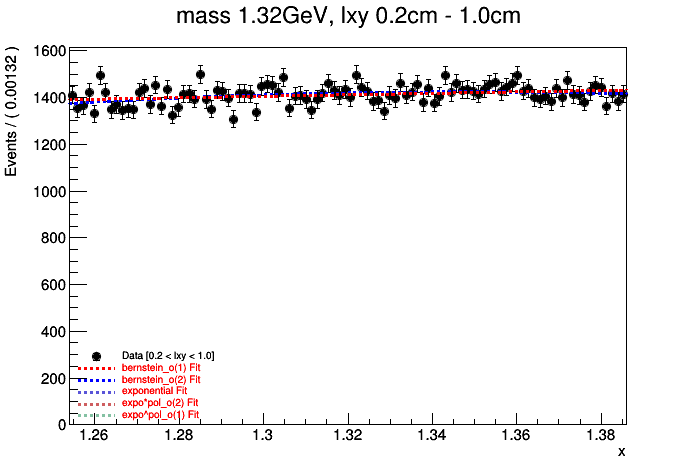 mass 1.32GeV, lxy 0.2cm - 1.0cm
Events / ( 0.00132 )
1600
1400
1200
1000
800
600
400
200
0
Data [0.2 < lxy < 1.0]
bernstein_o(1) Fit
bernstein_o(2) Fit
exponential Fit
expo*pol_o(2) Fit
expo^pol_o(1) Fit
1.26 1.28 1.3 1.32 1.34 1.36 1.38
x